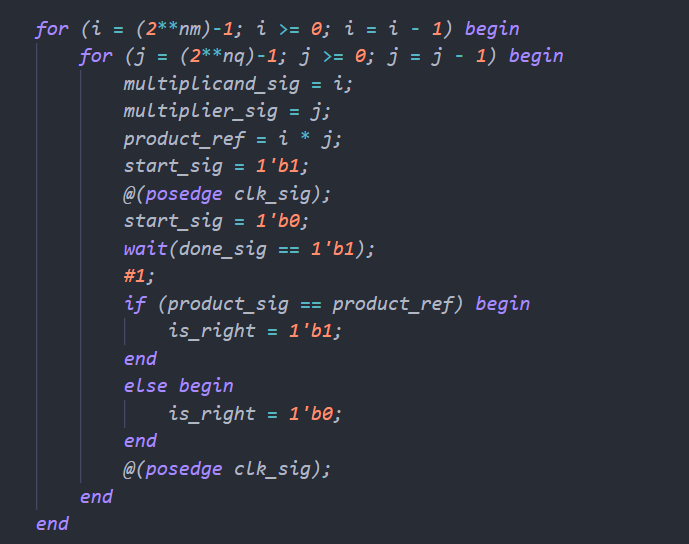 for (i = (2**nm)-1; i >= 0; i = i - 1) begin
    for (j = (2**nq)-1; j >= 0; j = j - 1) begin
        multiplicand_sig = i;
        multiplier_sig = j;
        product_ref = i * j;
        start_sig = 1'b1;
        @(posedge clk_sig);
        start_sig = 1'b0;
        wait(done_sig == 1'b1);
        #1;
        if (product_sig == product_ref) begin
            is_right = 1'b1;
        end
        else begin
            is_right = 1'b0;
        end
        @(posedge clk_sig);
    end
end